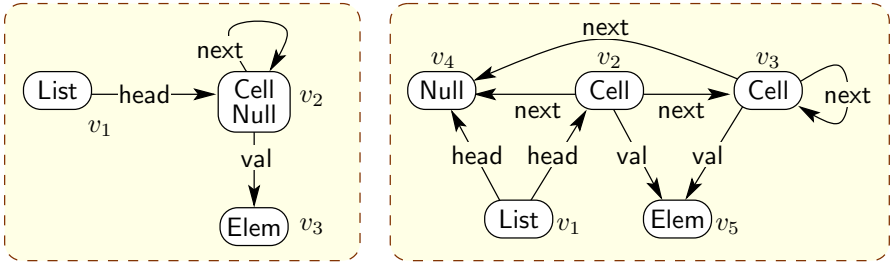 next
List
head
Cell
Null
v2
v1
val
Elem
v3
next
v4
v2
v3
Null
Cell
Cell
next
next
next
head
head
val
val
List
v1
Elem
v5